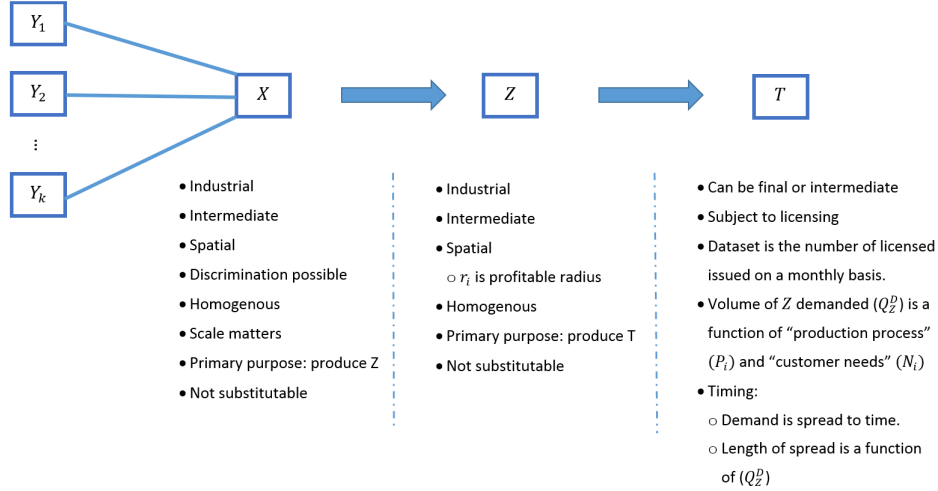 Y₁
Y₂
⋮
Yₖ
X
Z
T
• Industrial
• Intermediate
• Spatial
• Discrimination possible
• Homogenous
• Scale matters
• Primary purpose: produce Z
• Not substitutable
• Industrial
• Intermediate
• Spatial
○ rᵢ is profitable radius
• Homogenous
• Primary purpose: produce T
• Not substitutable
• Can be final or intermediate
• Subject to licensing
• Dataset is the number of licensed
issued on a monthly basis.
• Volume of Z demanded (Q_Z^D) is a
function of “production process”
(Pᵢ) and “customer needs” (Nᵢ)
• Timing:
○ Demand is spread to time.
○ Length of spread is a function
of (Q_Z^D)